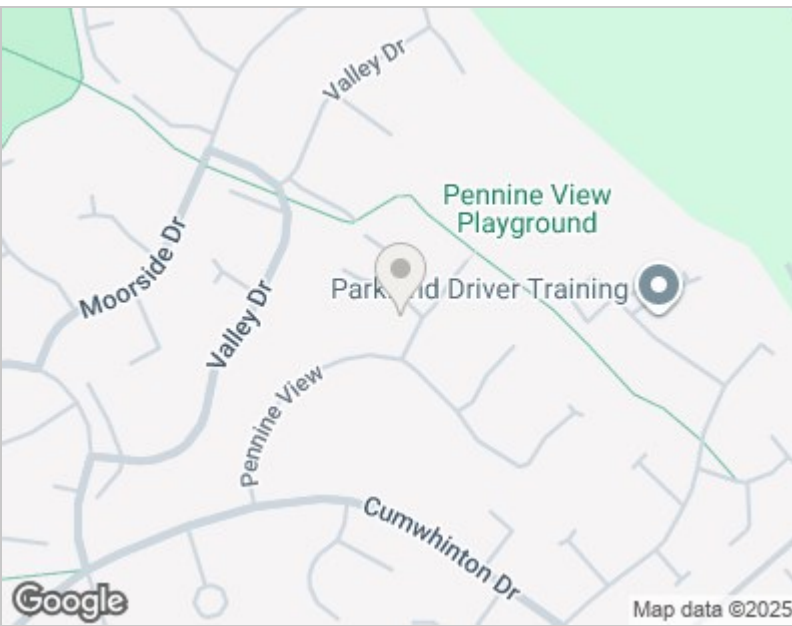 Valley Dr
Pennine View
Playground
Driver Training
Moorside Dr
Valley Dr
Pennine View
Cumwhinton Dr
Google
Map data ©2025